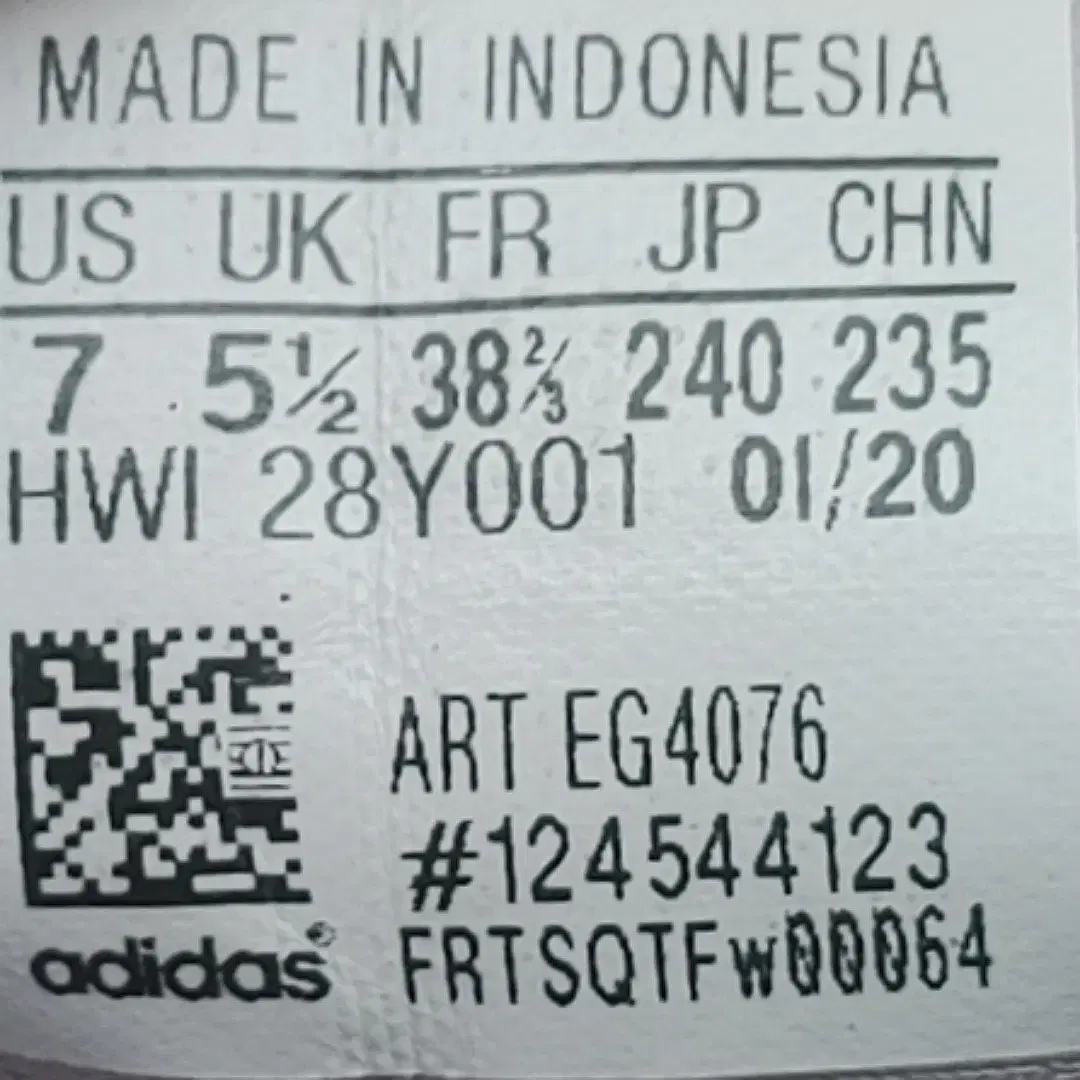 MADE IN INDONESIA
US UK FR JP CHN
7 5½ 38⅔ 240 235
HWI 28Y001 01/20
ART EG4076
#124544123
adidas FRTSQTFw00064